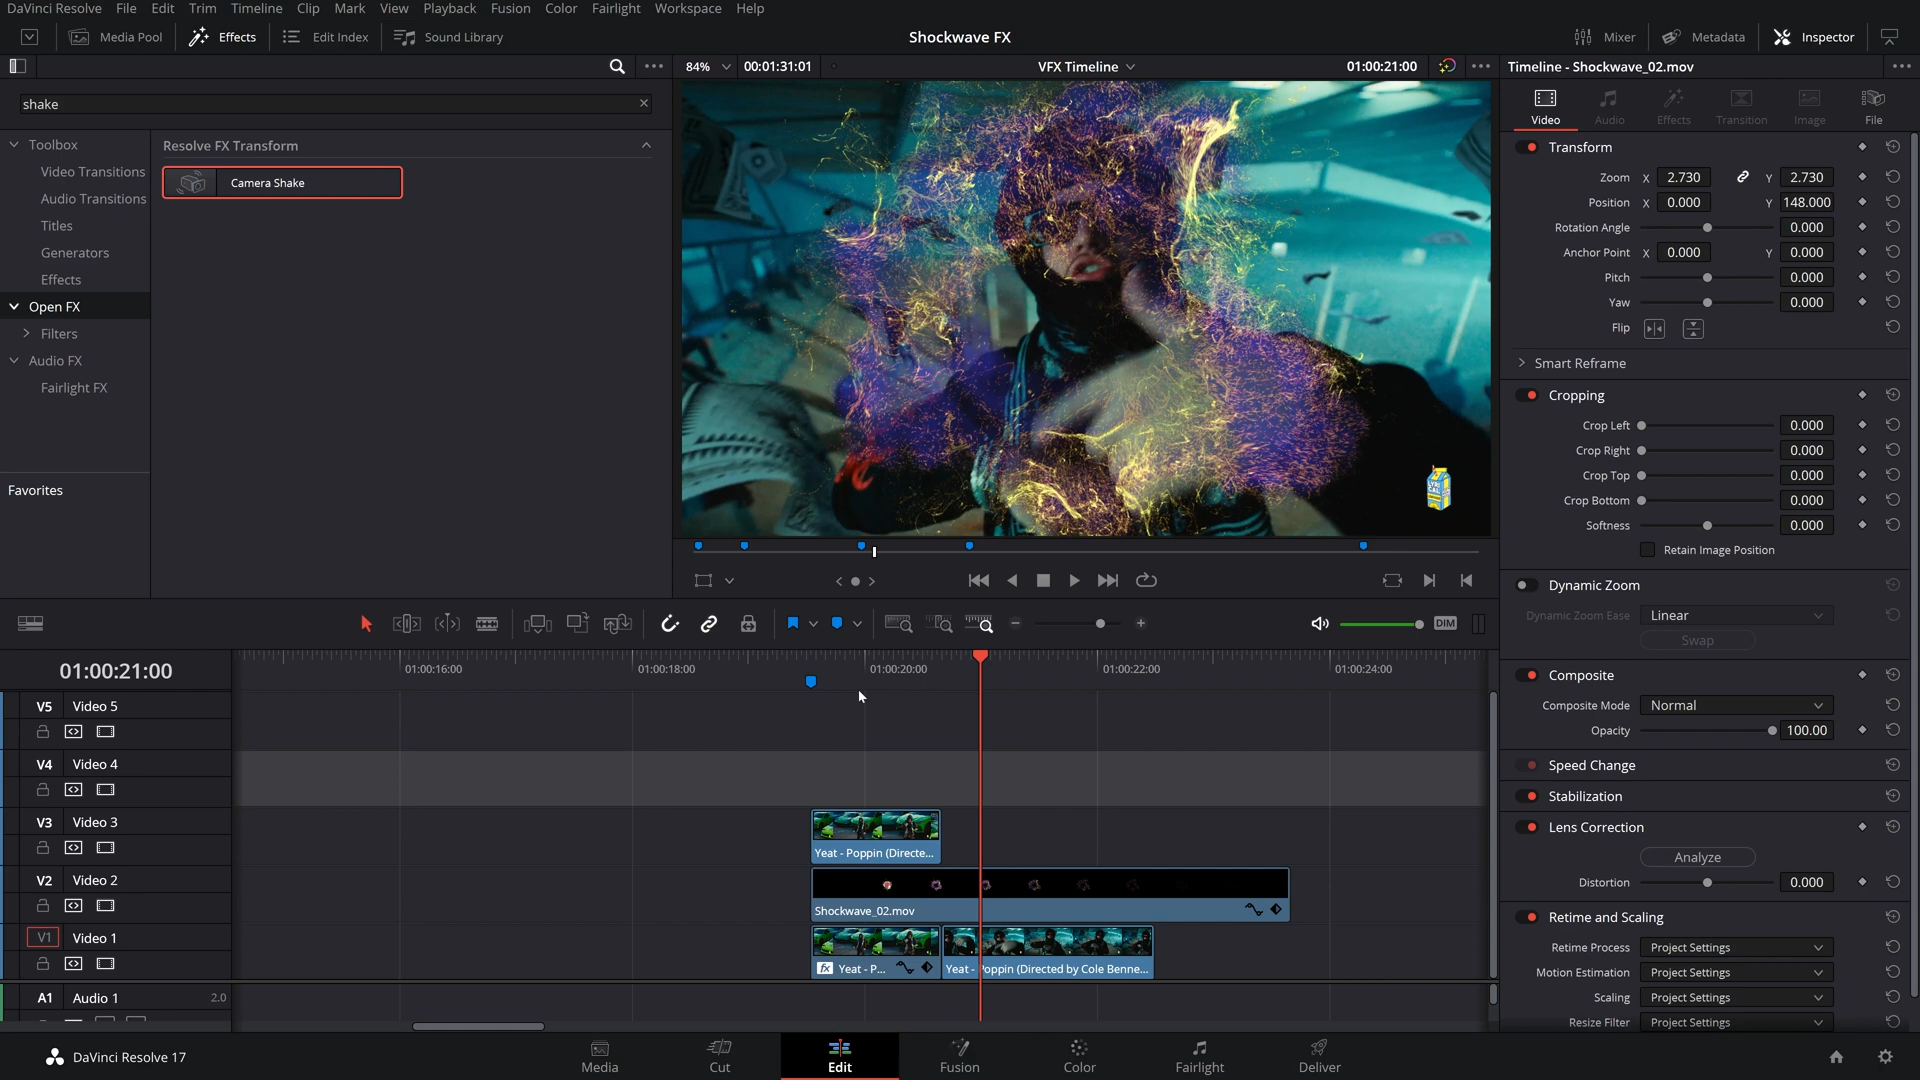 DaVinci Resolve File Edit Trim Timeline Clip Mark View Playback Fusion Color Fairlight Workspace Help
Media Pool Effects Edit Index Sound Library Shockwave FX Mixer Metadata Inspector
84% 00:01:31:01 VFX Timeline 01:00:21:00 Timeline - Shockwave_02.mov
shake
Video Audio Effects Transition Image File
Toolbox
Video Transitions
Audio Transitions
Titles
Generators
Effects
Open FX
Filters
Audio FX
Fairlight FX
Favorites
Resolve FX Transform
Camera Shake
LYRI
CAL
Transform
Zoom X 2.730 Y 2.730
Position X 0.000 Y 148.000
Rotation Angle 0.000
Anchor Point X 0.000 Y 0.000
Pitch 0.000
Yaw 0.000
Flip
Smart Reframe
Cropping
Crop Left 0.000
Crop Right 0.000
Crop Top 0.000
Crop Bottom 0.000
Softness 0.000
Retain Image Position
Dynamic Zoom
Dynamic Zoom Ease Linear
Swap
Composite
Composite Mode Normal
Opacity 100.00
Speed Change
Stabilization
Lens Correction
Analyze
Distortion 0.000
Retime and Scaling
Retime Process Project Settings
Motion Estimation Project Settings
Scaling Project Settings
Resize Filter Project Settings
DIM
01:00:21:00 01:00:16:00 01:00:18:00 01:00:20:00 01:00:22:00 01:00:24:00
V5 Video 5
V4 Video 4
V3 Video 3
Yeat - Poppin (Directe...
V2 Video 2
Shockwave_02.mov
V1 Video 1
fx Yeat - P... Yeat - Poppin (Directed by Cole Benne...
A1 Audio 1 2.0
DaVinci Resolve 17
Media Cut Edit Fusion Color Fairlight Deliver